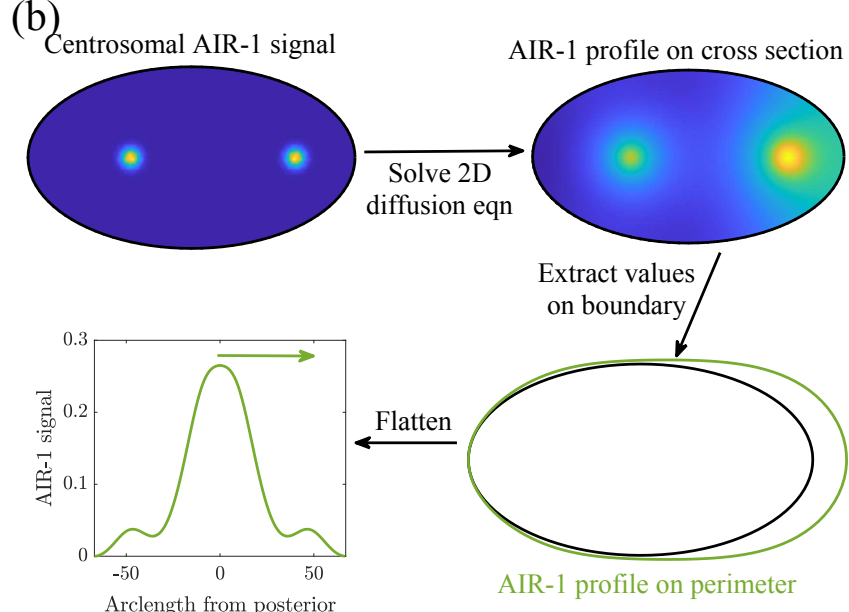 (b)
Centrosomal AIR-1 signal
AIR-1 profile on cross section
Solve 2D
diffusion eqn
Extract values
on boundary
0.3
0.2
0.1
0
AIR-1 signal
-50
0
50
Arclength from posterior
Flatten
AIR-1 profile on perimeter